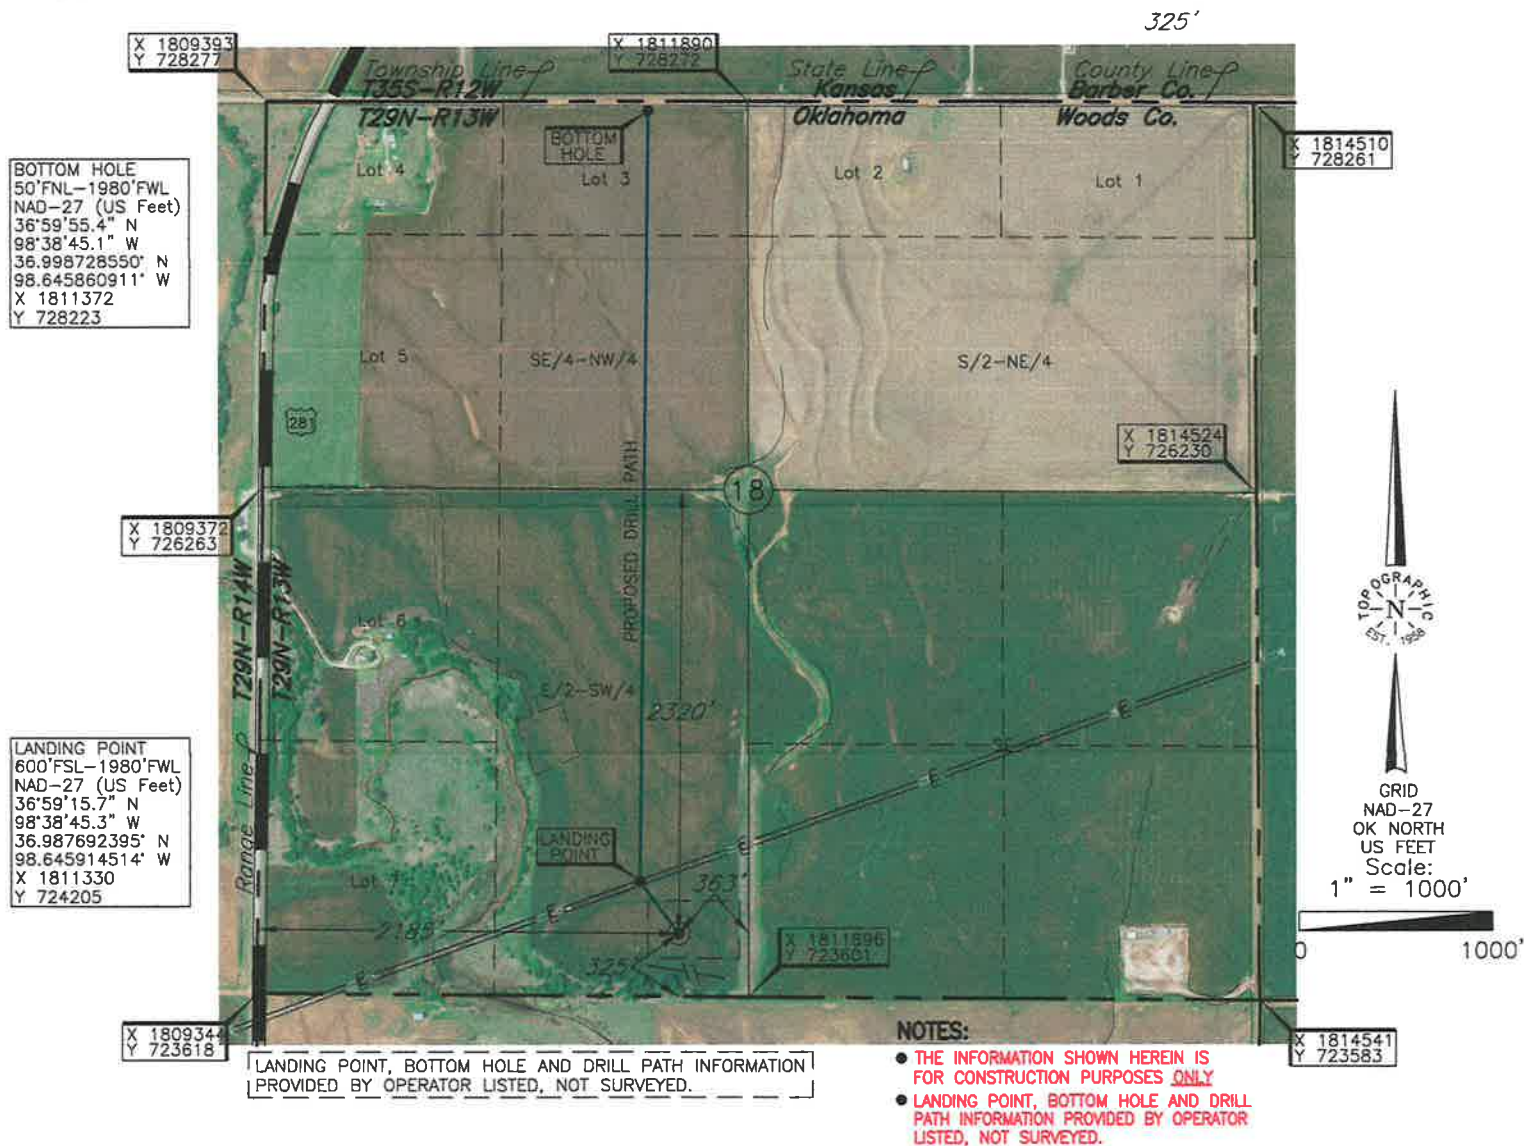 325'
X 1809393
Y 728277
X 1811890
Y 728272
Township Line
T35S-R12W
T29N-R13W
State Line
Kansas
Oklahoma
County Line
Barber Co.
Woods Co.
X 1814510
Y 728261
BOTTOM
HOLE
Lot 4
Lot 3
Lot 2
Lot 1
BOTTOM HOLE
50'FNL-1980'FWL
NAD-27 (US Feet)
36°59'55.4" N
98°38'45.1" W
36.998728550° N
98.645860911° W
X 1811372
Y 728223
Lot 5
SE/4-NW/4
S/2-NE/4
281
X 1814524
Y 726230
PROPOSED DRILL PATH
18
X 1809372
Y 726263
T29N-R14W
T29N-R13W
Lot 6
E/2-SW/4
2320'
E
E
E
E
E
TOPOGRAPHIC
N
EST. 1958
LANDING POINT
600'FSL-1980'FWL
NAD-27 (US Feet)
36°59'15.7" N
98°38'45.3" W
36.987692395° N
98.645914514° W
X 1811330
Y 724205
Range Line
LANDING
POINT
Lot 7
363'
2185'
325'
X 1811896
Y 723601
GRID
NAD-27
OK NORTH
US FEET
Scale:
1" = 1000'
0 1000'
X 1809344
Y 723618
X 1814541
Y 723583
LANDING POINT, BOTTOM HOLE AND DRILL PATH INFORMATION
PROVIDED BY OPERATOR LISTED, NOT SURVEYED.
NOTES:
● THE INFORMATION SHOWN HEREIN IS
FOR CONSTRUCTION PURPOSES ONLY
● LANDING POINT, BOTTOM HOLE AND DRILL
PATH INFORMATION PROVIDED BY OPERATOR
LISTED, NOT SURVEYED.